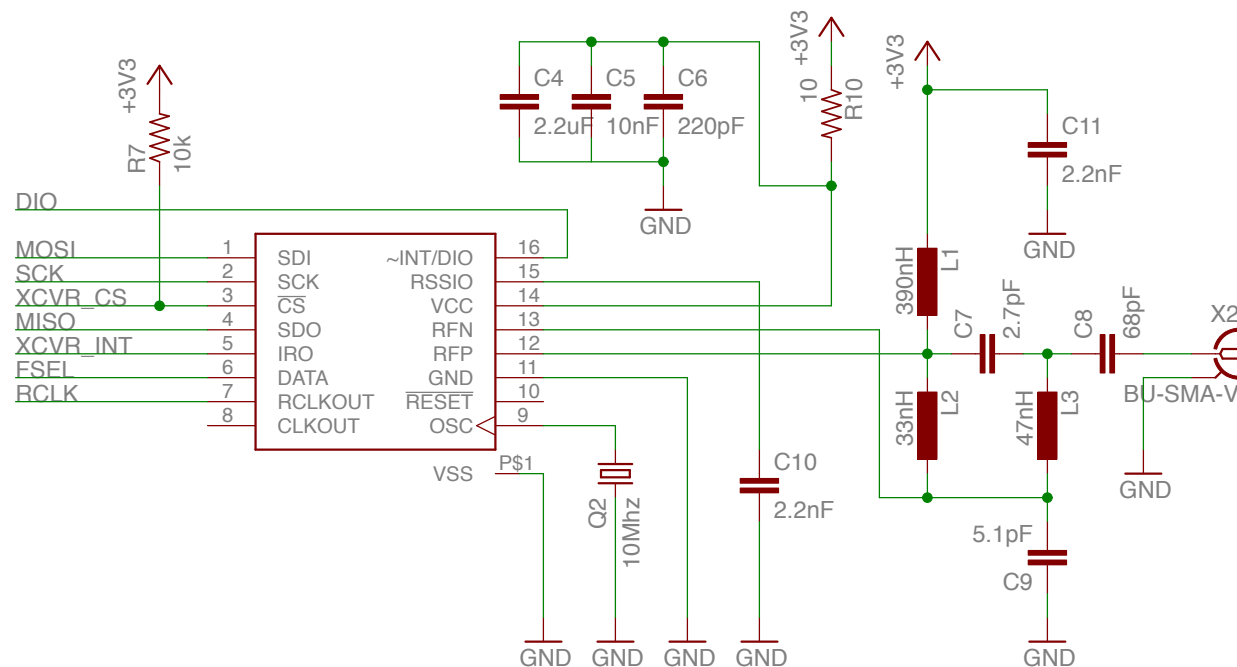 +3V3
R7
10k
C4
2.2uF
C5
10nF
C6
220pF
GND
+3V3
10
R10
+3V3
C11
2.2nF
GND
DIO
MOSI
SCK
XCVR_CS
MISO
XCVR_INT
FSEL
RCLK
1 SDI ~INT/DIO 16
2 SCK RSSIO 15
3 CS VCC 14
4 SDO RFN 13
5 IRO RFP 12
6 DATA GND 11
7 RCLKOUT RESET 10
8 CLKOUT OSC 9
VSS P$1
Q2
10Mhz
C10
2.2nF
390nH
L1
33nH
L2
C7
2.7pF
47nH
L3
C8
68pF
X2
BU-SMA-V
GND
5.1pF
C9
GND
GND
GND
GND
GND